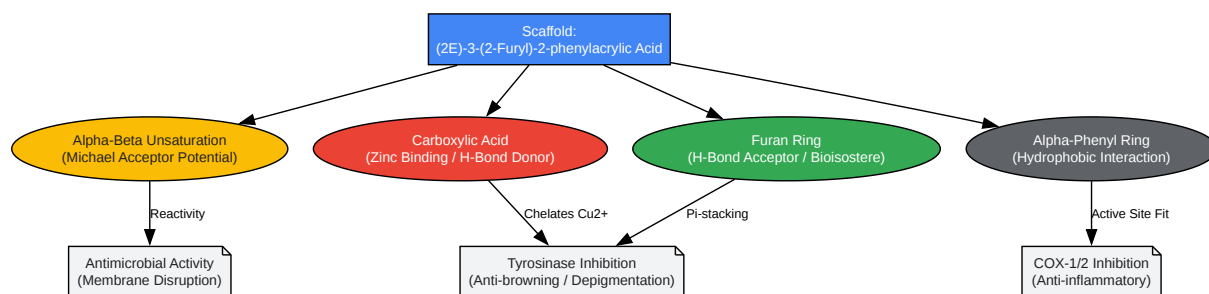 Scaffold:
(2E)-3-(2-Furyl)-2-phenylacrylic Acid
Alpha-Beta Unsaturation
(Michael Acceptor Potential)
Carboxylic Acid
(Zinc Binding / H-Bond Donor)
Furan Ring
(H-Bond Acceptor / Bioisostere)
Alpha-Phenyl Ring
(Hydrophobic Interaction)
Reactivity
Chelates Cu2+
Pi-stacking
Active Site Fit
Antimicrobial Activity
(Membrane Disruption)
Tyrosinase Inhibition
(Anti-browning / Depigmentation)
COX-1/2 Inhibition
(Anti-inflammatory)